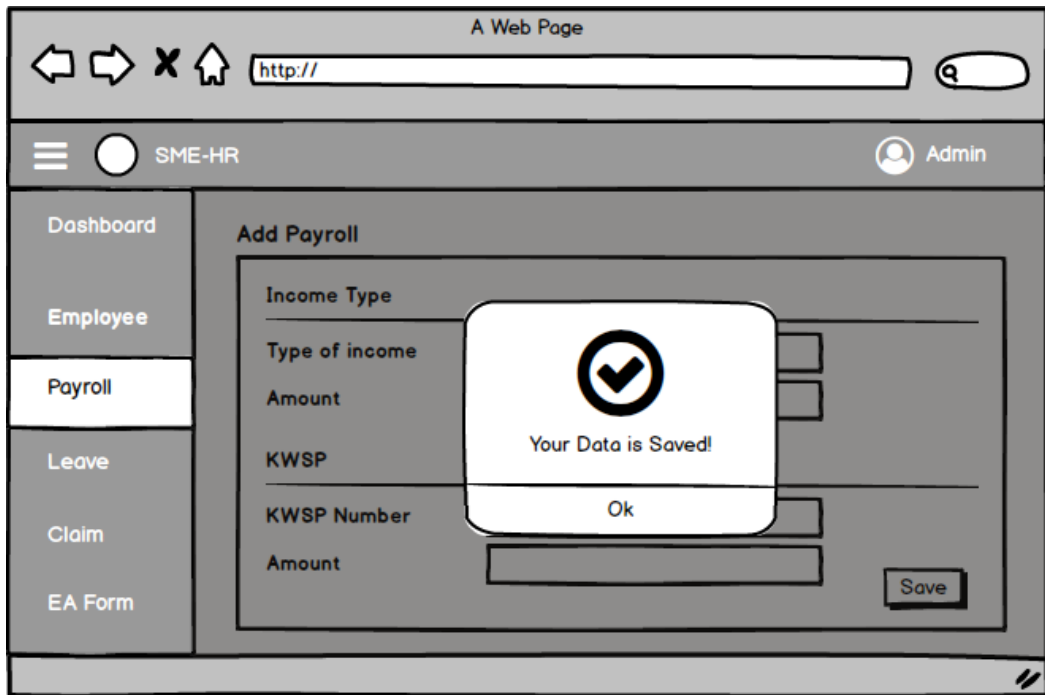 A Web Page
http://
SME-HR
Admin
Dashboard
Employee
Payroll
Leave
Claim
EA Form
Add Payroll
Income Type
Type of income
Amount
KWSP
KWSP Number
Amount
Save
Your Data is Saved!
Ok